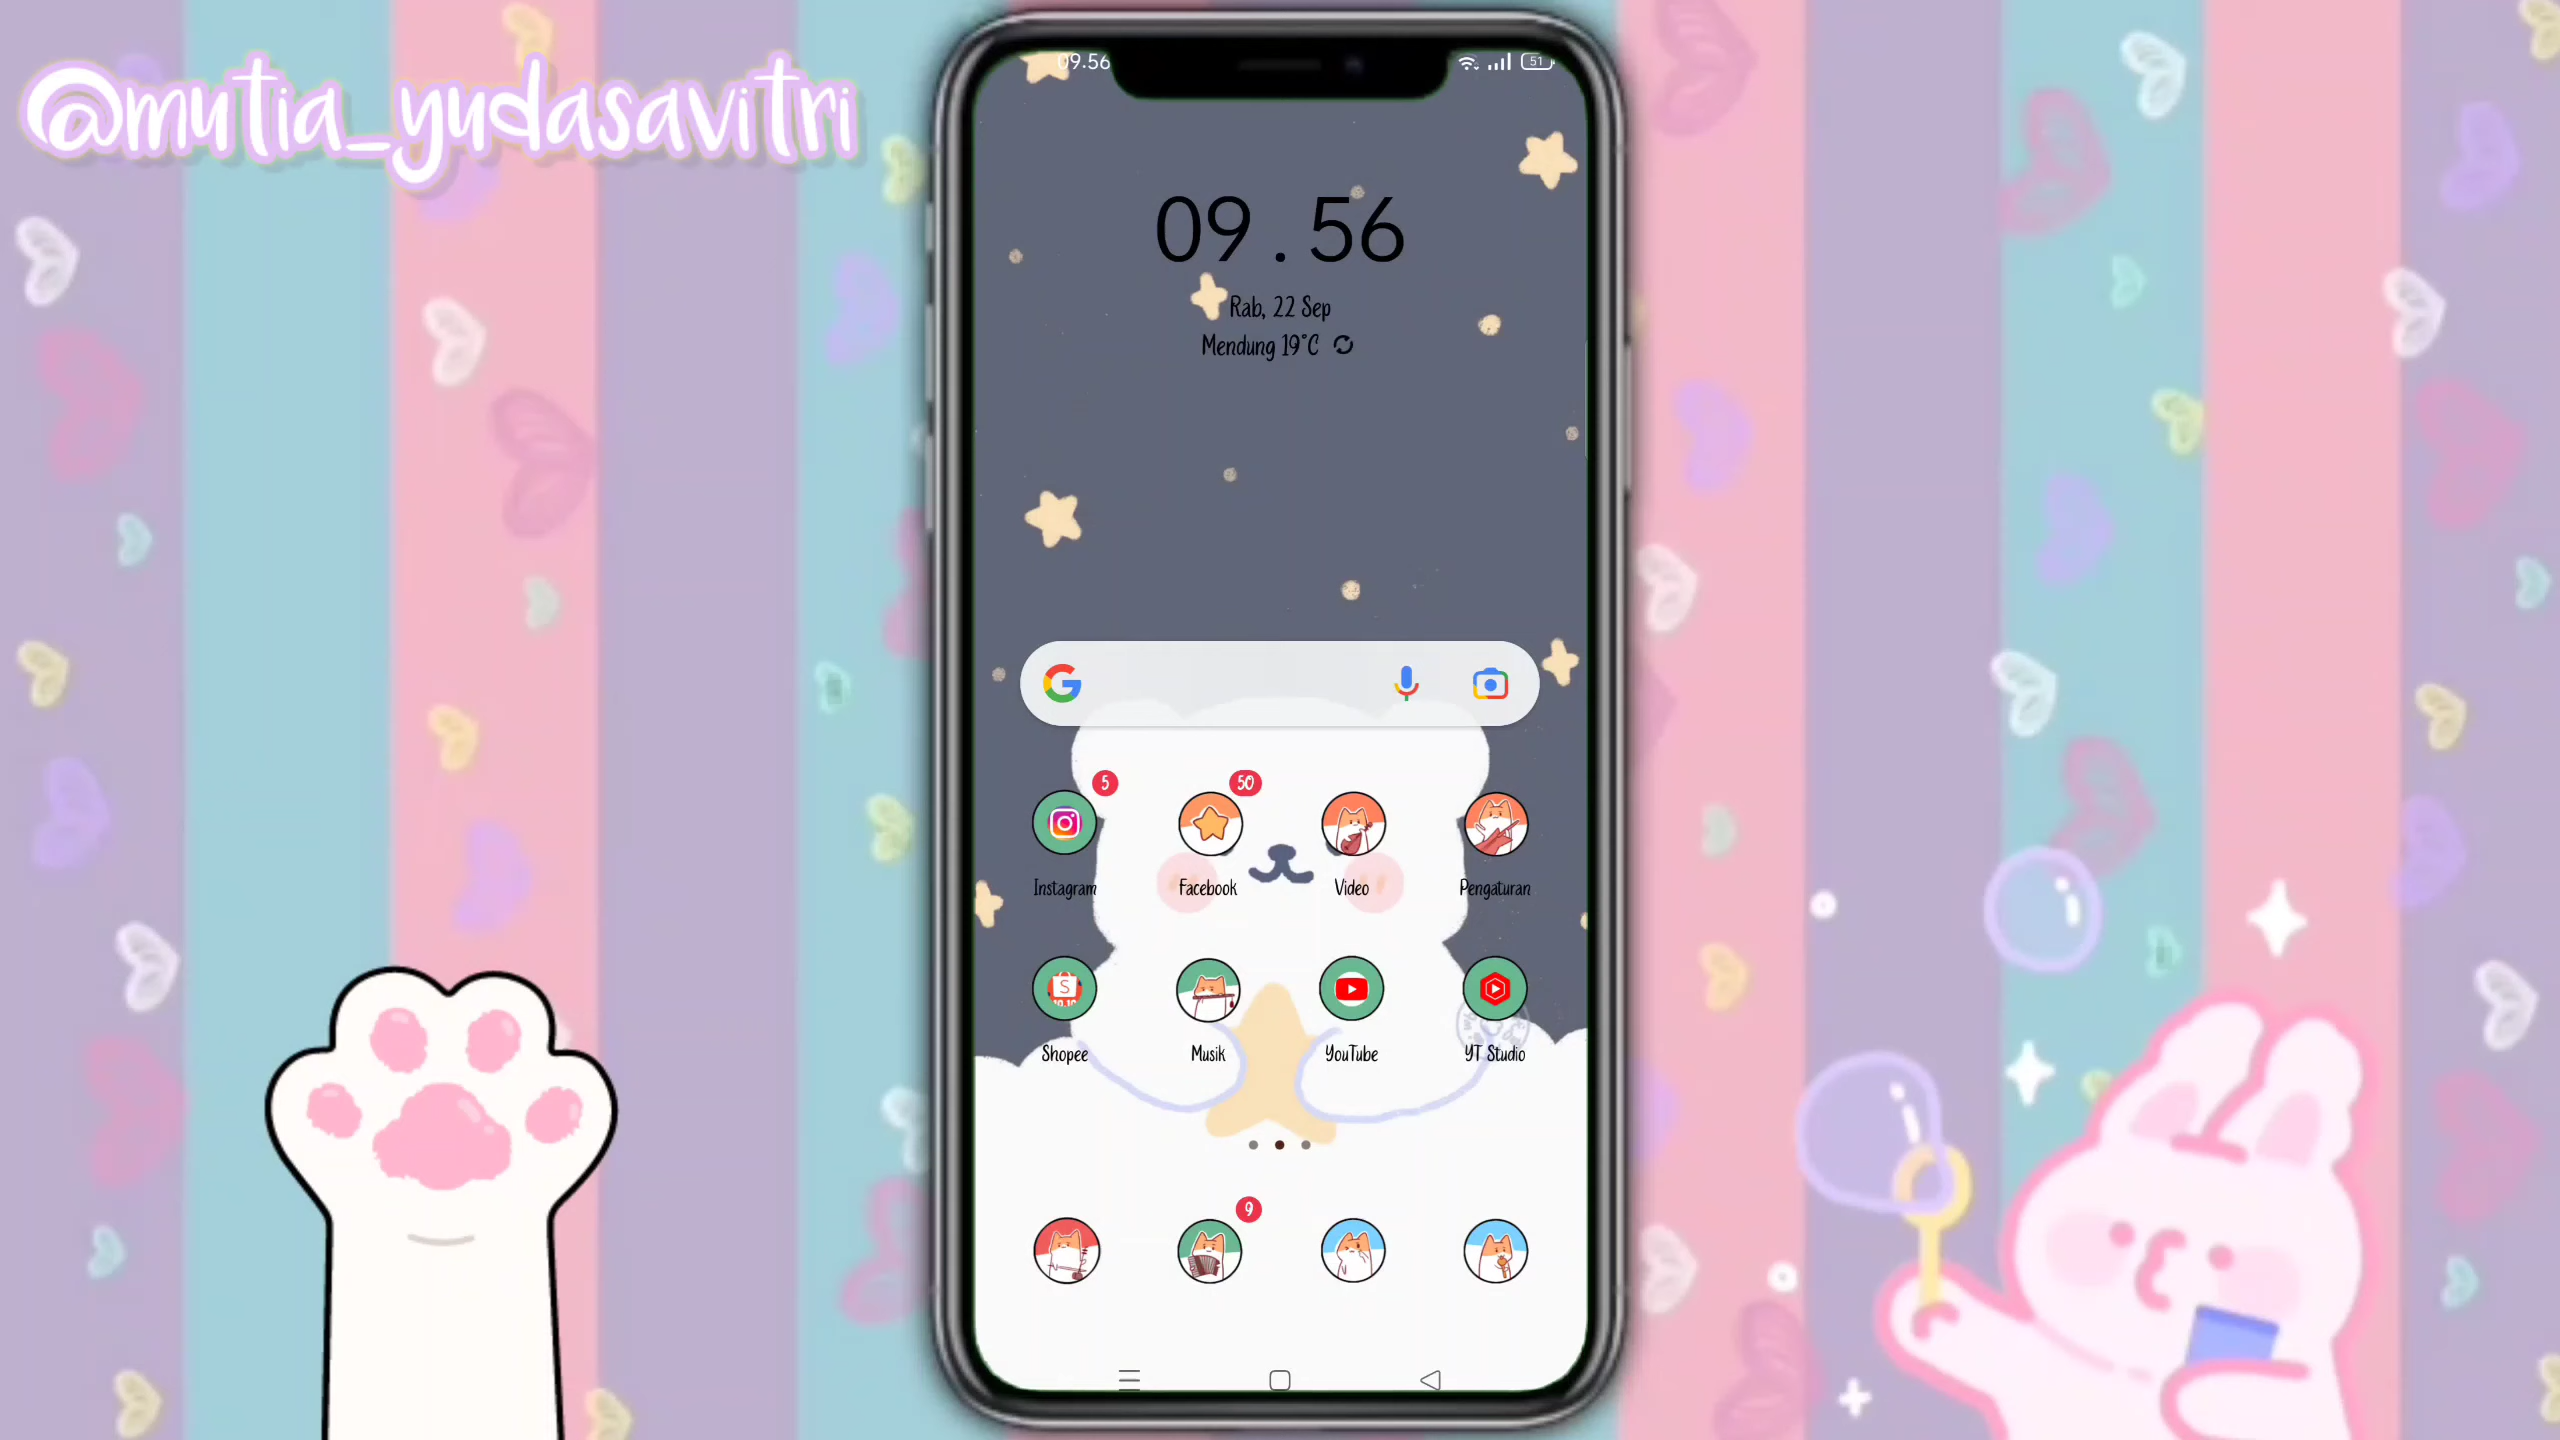 @mutia_yudasavitri
09.56
51
09.56
Rab, 22 Sep
Mendung 19°C
5
50
Instagram
Facebook
Video
Pengaturan
Shopee
Musik
YouTube
YT Studio
9